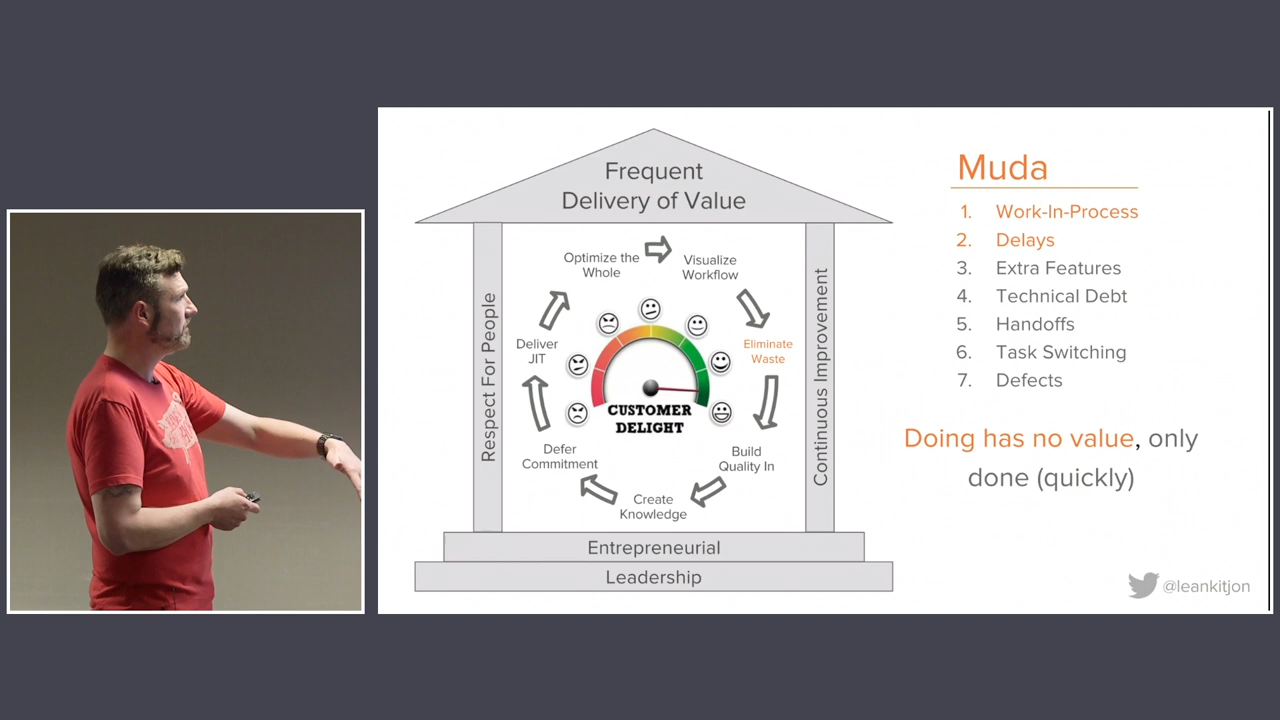 Frequent
Delivery of Value
Respect For People
Continuous Improvement
Optimize the
Whole
Visualize
Workflow
Eliminate
Waste
Build
Quality In
Create
Knowledge
Defer
Commitment
Deliver
JIT
CUSTOMER
DELIGHT
Entrepreneurial
Leadership
Muda
1. Work-In-Process
2. Delays
3. Extra Features
4. Technical Debt
5. Handoffs
6. Task Switching
7. Defects
Doing has no value, only
done (quickly)
@leankitjon